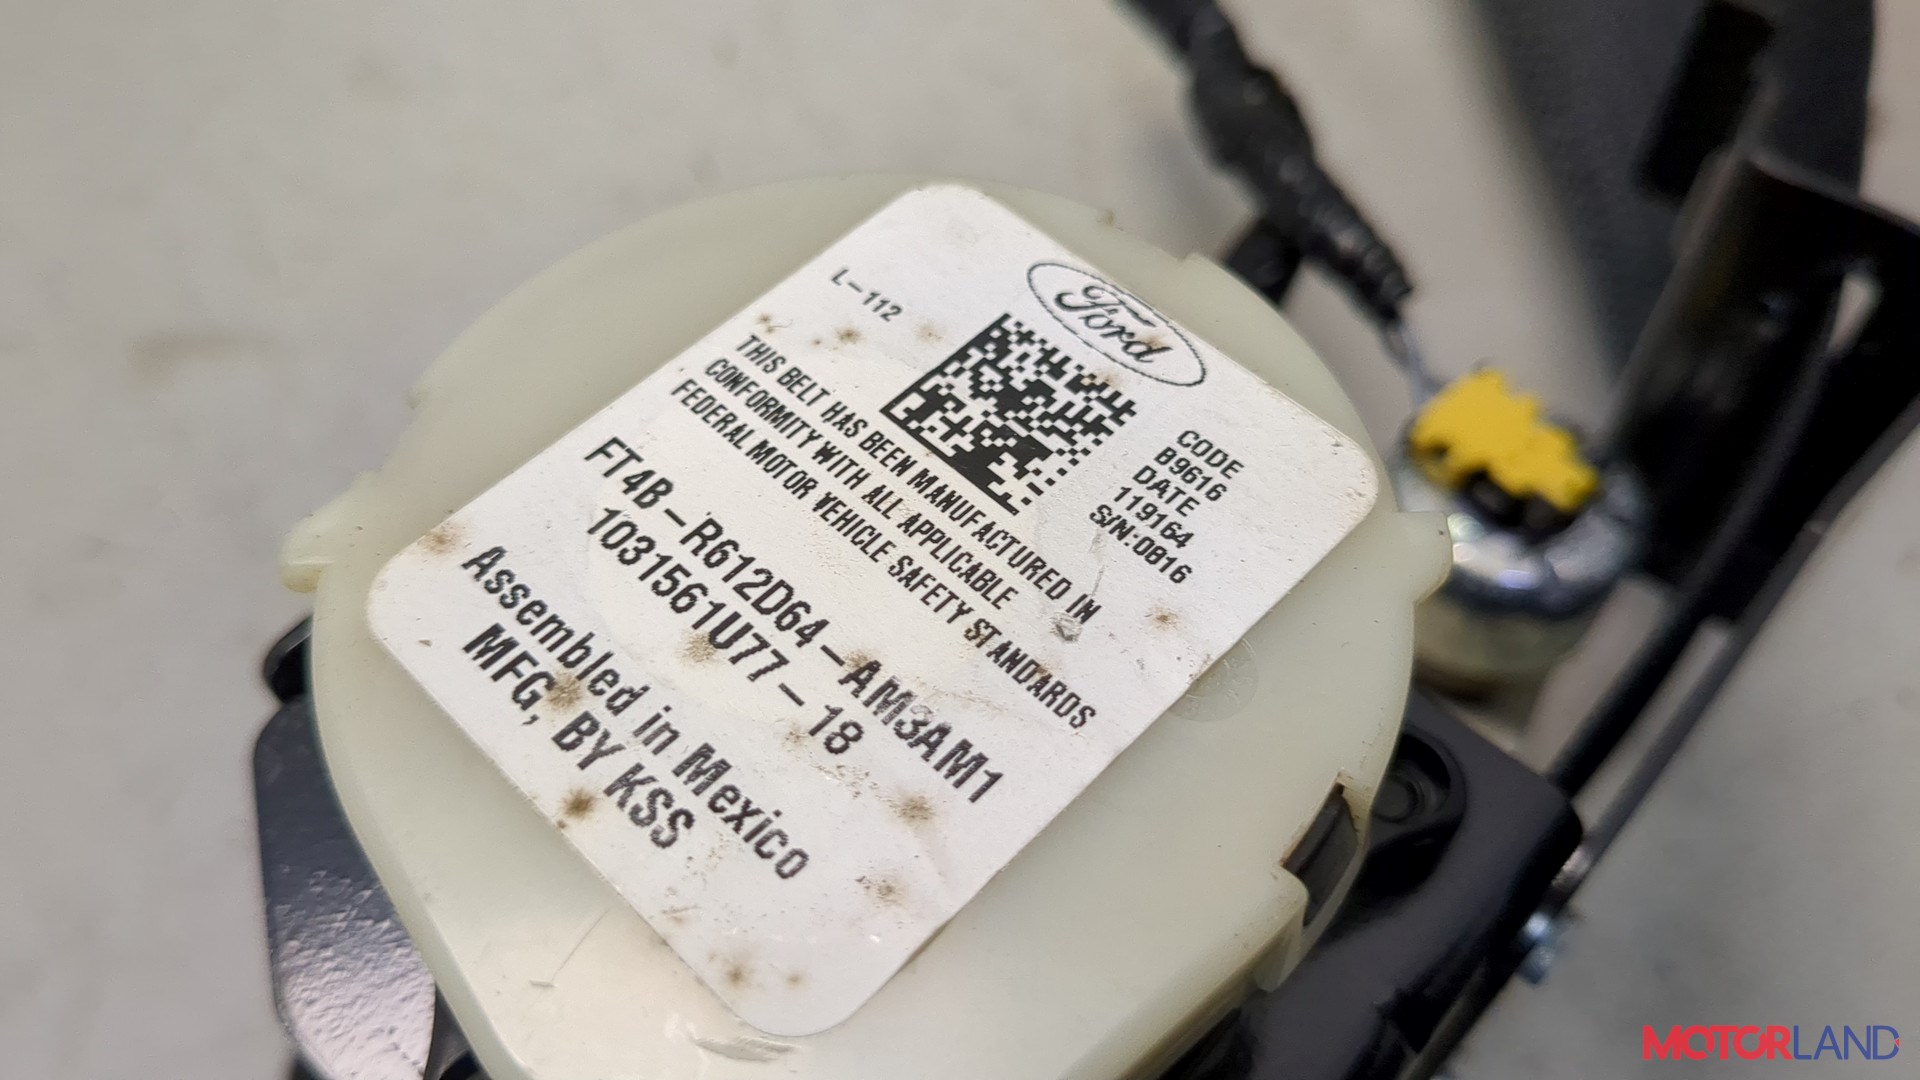 Ford
L-112
CODE
B9616
DATE
119164
S/N:0816
THIS BELT HAS BEEN MANUFACTURED IN
CONFORMITY WITH ALL APPLICABLE
FEDERAL MOTOR VEHICLE SAFETY STANDARDS
FT4B-R612D64-AM3AM1
1031561U77-18
Assembled in Mexico
MFG, BY KSS
MOTORLAND